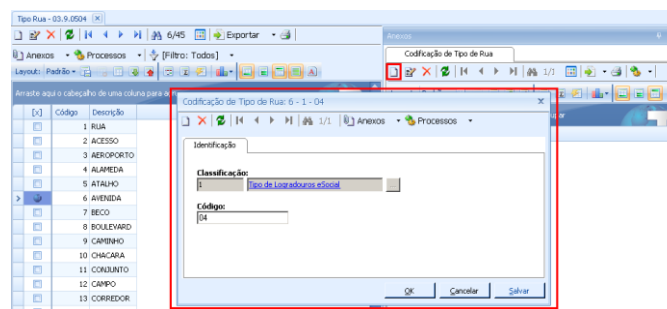 Tipo Rua - 03.9.0504
6/45 Exportar
Anexos Processos [Filtro: Todos]
Layout: Padrão
Arraste aqui o cabeçalho de uma coluna para a
[X] Código Descrição
1 RUA
2 ACESSO
3 AEROPORTO
4 ALAMEDA
5 ATALHO
6 AVENIDA
7 BECO
8 BOULEVARD
9 CAMINHO
10 CHACARA
11 CONJUNTO
12 CAMPO
13 CORREDOR
Anexos
Codificação de Tipo de Rua
1/1
Codificação de Tipo de Rua: 6 - 1 - 04
1/1 Anexos Processos
Identificação
Classificação:
1 Tipo de Logradouros eSocial
Código:
04
OK Cancelar Salvar